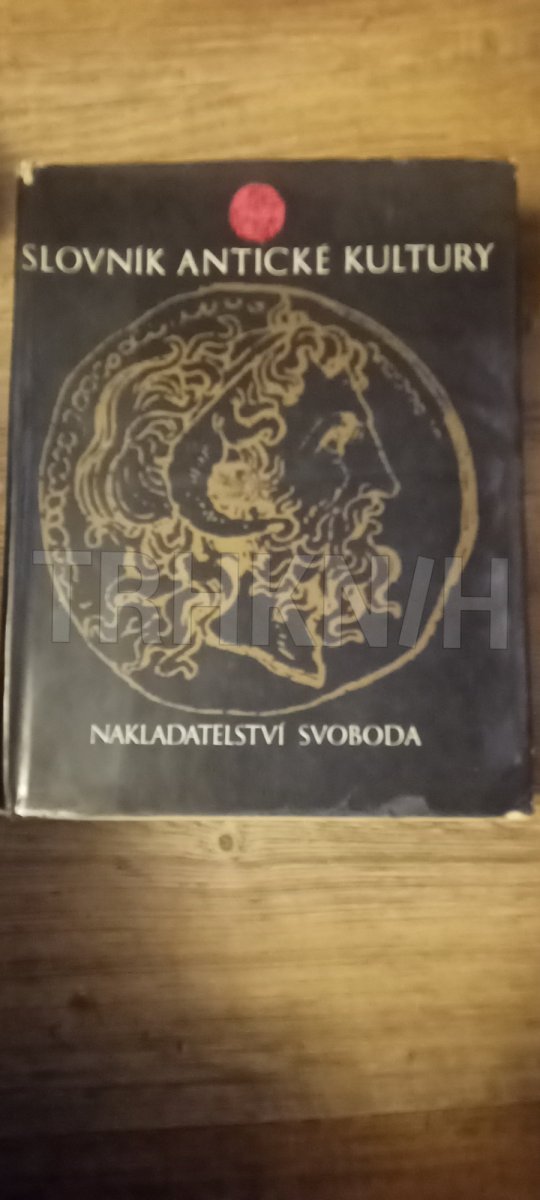 SLOVNÍK ANTICKÉ KULTURY
TRHKNIH
NAKLADATELSTVÍ SVOBODA